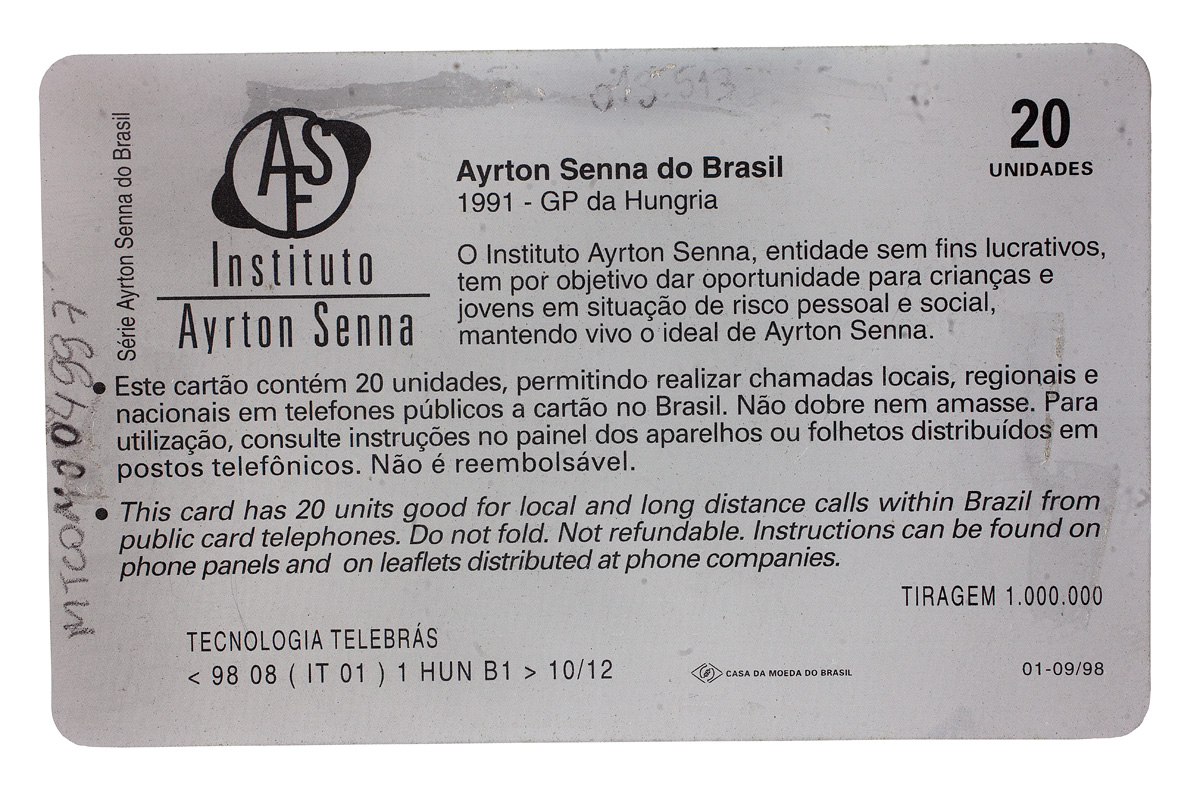 013.513
20
UNIDADES
Série Ayrton Senna do Brasil
ASF
Instituto
Ayrton Senna
Ayrton Senna do Brasil
1991 - GP da Hungria
O Instituto Ayrton Senna, entidade sem fins lucrativos,
tem por objetivo dar oportunidade para crianças e
jovens em situação de risco pessoal e social,
mantendo vivo o ideal de Ayrton Senna.
• Este cartão contém 20 unidades, permitindo realizar chamadas locais, regionais e
nacionais em telefones públicos a cartão no Brasil. Não dobre nem amasse. Para
utilização, consulte instruções no painel dos aparelhos ou folhetos distribuídos em
postos telefônicos. Não é reembolsável.
• This card has 20 units good for local and long distance calls within Brazil from
public card telephones. Do not fold. Not refundable. Instructions can be found on
phone panels and on leaflets distributed at phone companies.
TIRAGEM 1.000.000
TECNOLOGIA TELEBRÁS
< 98 08 ( IT 01 ) 1 HUN B1 > 10/12
CASA DA MOEDA DO BRASIL
01-09/98